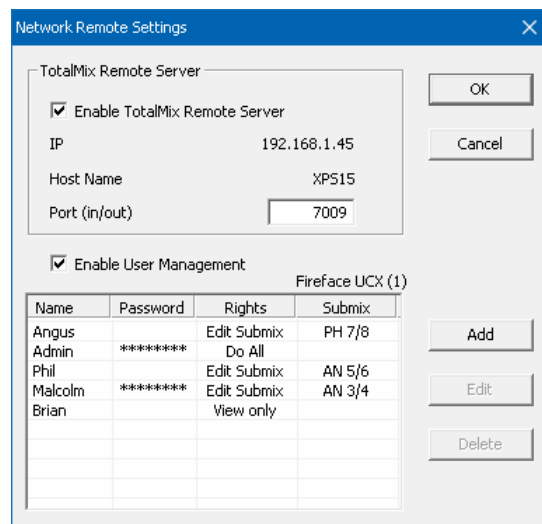 Network Remote Settings
TotalMix Remote Server
Enable TotalMix Remote Server
IP 192.168.1.45
Host Name XPS15
Port (in/out) 7009
OK
Cancel
Enable User Management
Fireface UCX (1)
Name Password Rights Submix
Angus Edit Submix PH 7/8
Admin ******** Do All
Phil Edit Submix AN 5/6
Malcolm ******** Edit Submix AN 3/4
Brian View only
Add
Edit
Delete